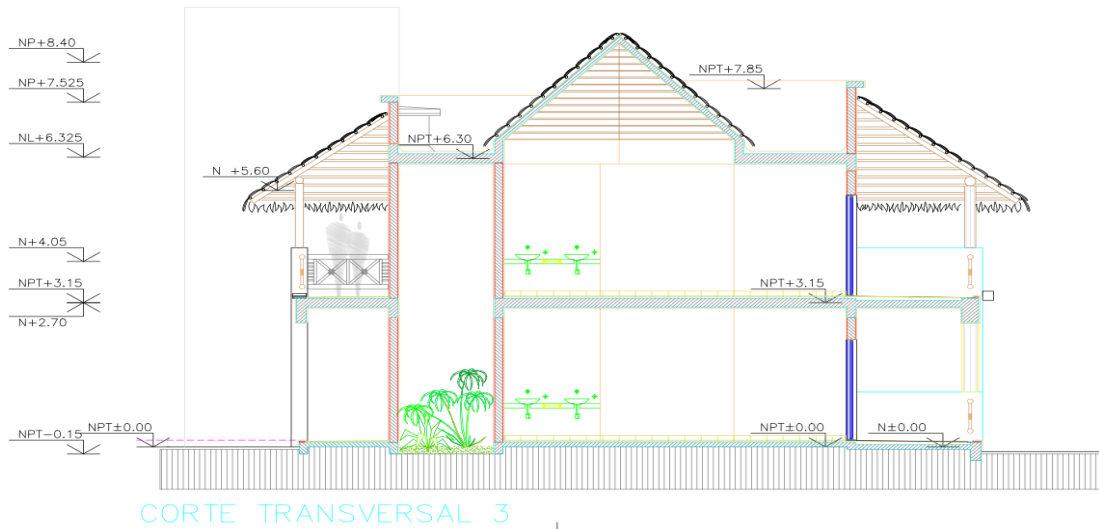 NP+8.40
NPT+7.85
NP+7.525
NPT+6.30
NL+6.325
N +5.60
N+4.05
NPT+3.15
NPT+3.15
N+2.70
NPT-0.15
NPT±0.00
NPT±0.00
N±0.00
CORTE TRANSVERSAL 3